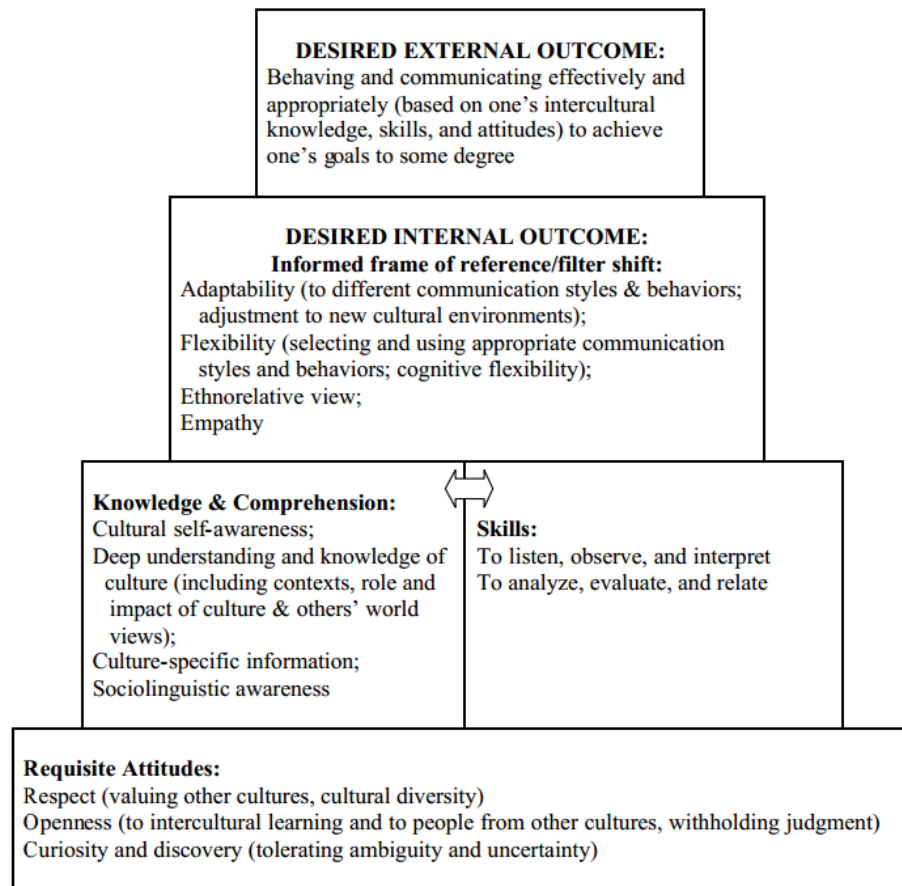 DESIRED EXTERNAL OUTCOME:
Behaving and communicating effectively and
appropriately (based on one’s intercultural
knowledge, skills, and attitudes) to achieve
one’s goals to some degree
DESIRED INTERNAL OUTCOME:
Informed frame of reference/filter shift:
Adaptability (to different communication styles & behaviors;
adjustment to new cultural environments);
Flexibility (selecting and using appropriate communication
styles and behaviors; cognitive flexibility);
Ethnorelative view;
Empathy
Knowledge & Comprehension:
Cultural self-awareness;
Deep understanding and knowledge of
culture (including contexts, role and
impact of culture & others’ world
views);
Culture-specific information;
Sociolinguistic awareness
Skills:
To listen, observe, and interpret
To analyze, evaluate, and relate
Requisite Attitudes:
Respect (valuing other cultures, cultural diversity)
Openness (to intercultural learning and to people from other cultures, withholding judgment)
Curiosity and discovery (tolerating ambiguity and uncertainty)